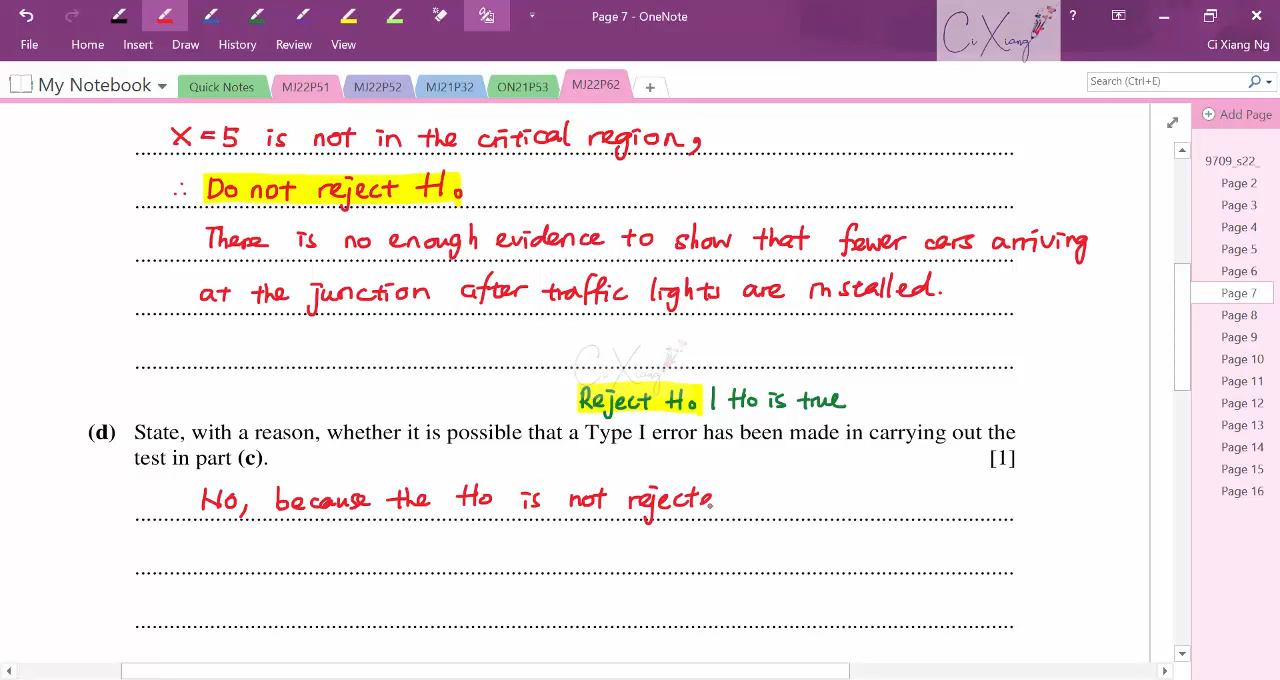 Page 7 - OneNote
Ci Xiang
?
File Home Insert Draw History Review View
Ci Xiang Ng
My Notebook
Quick Notes
MJ22P51
MJ22P52
MJ21P32
ON21P53
MJ22P62
+
Search (Ctrl+E)
Add Page
X = 5 is not in the critical region,
∴ Do not reject H₀
There is no enough evidence to show that fewer cars arriving
at the junction after traffic lights are installed.
Ci Xiang
Reject H₀ | H₀ is true
(d) State, with a reason, whether it is possible that a Type I error has been made in carrying out the
test in part (c). [1]
No, because the H₀ is not rejecte
9709_s22_
Page 2
Page 3
Page 4
Page 5
Page 6
Page 7
Page 8
Page 9
Page 10
Page 11
Page 12
Page 13
Page 14
Page 15
Page 16